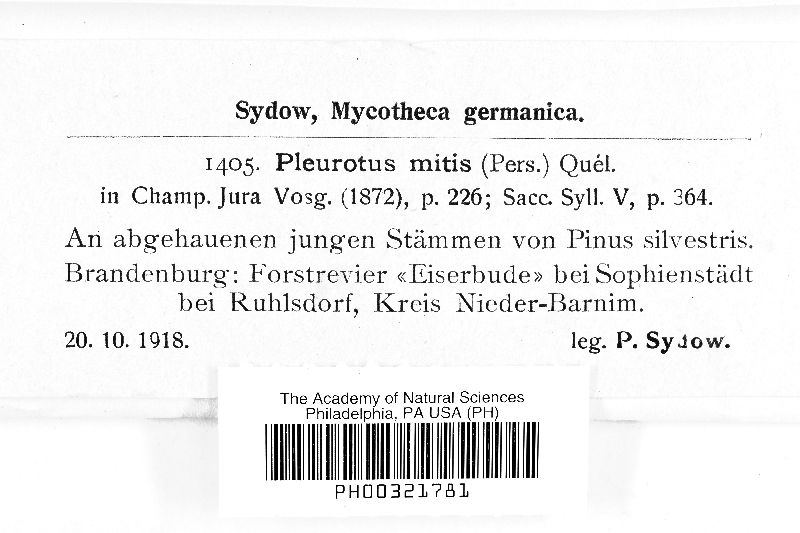 Sydow, Mycotheca germanica.
1405. Pleurotus mitis (Pers.) Quél.
in Champ. Jura Vosg. (1872), p. 226; Sacc. Syll. V, p. 364.
An abgehauenen jungen Stämmen von Pinus silvestris.
Brandenburg: Forstrevier «Eiserbude» bei Sophienstädt
bei Ruhlsdorf, Kreis Nieder-Barnim.
20. 10. 1918. leg. P. Sydow.
The Academy of Natural Sciences
Philadelphia, PA USA (PH)
PH00321781